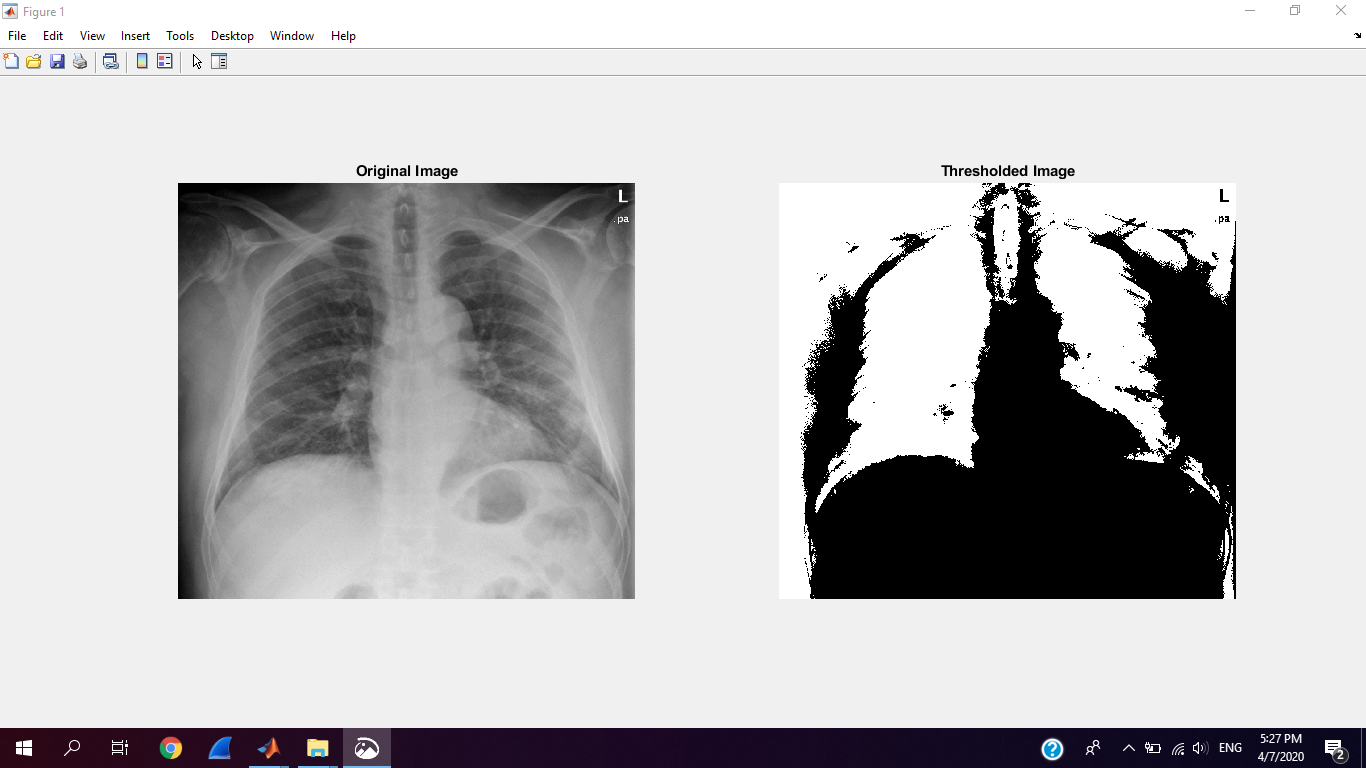 Figure 1
File Edit View Insert Tools Desktop Window Help
Original Image
Thresholded Image
L
.pa
L
.pa
5:27 PM
ENG
4/7/2020
2